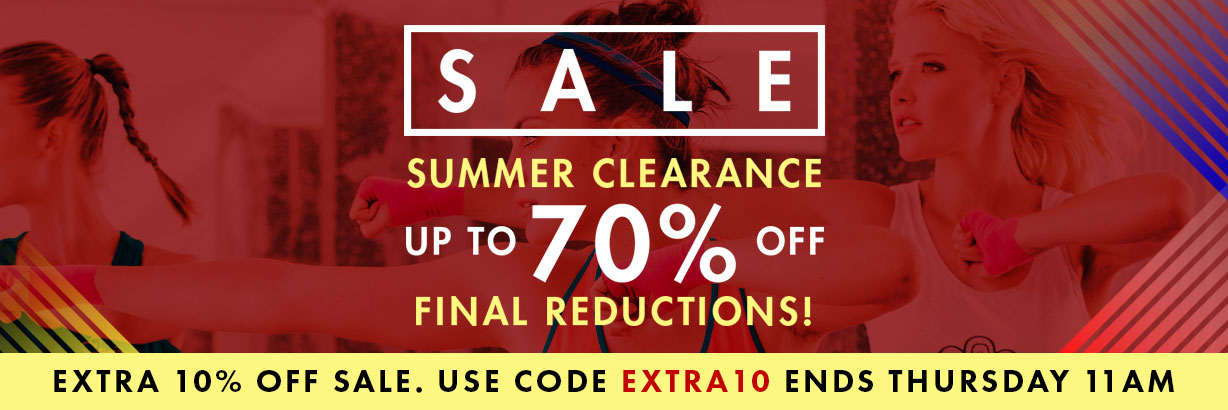 SALE
SUMMER CLEARANCE
UP TO 70% OFF
FINAL REDUCTIONS!
EXTRA 10% OFF SALE. USE CODE EXTRA10 ENDS THURSDAY 11AM